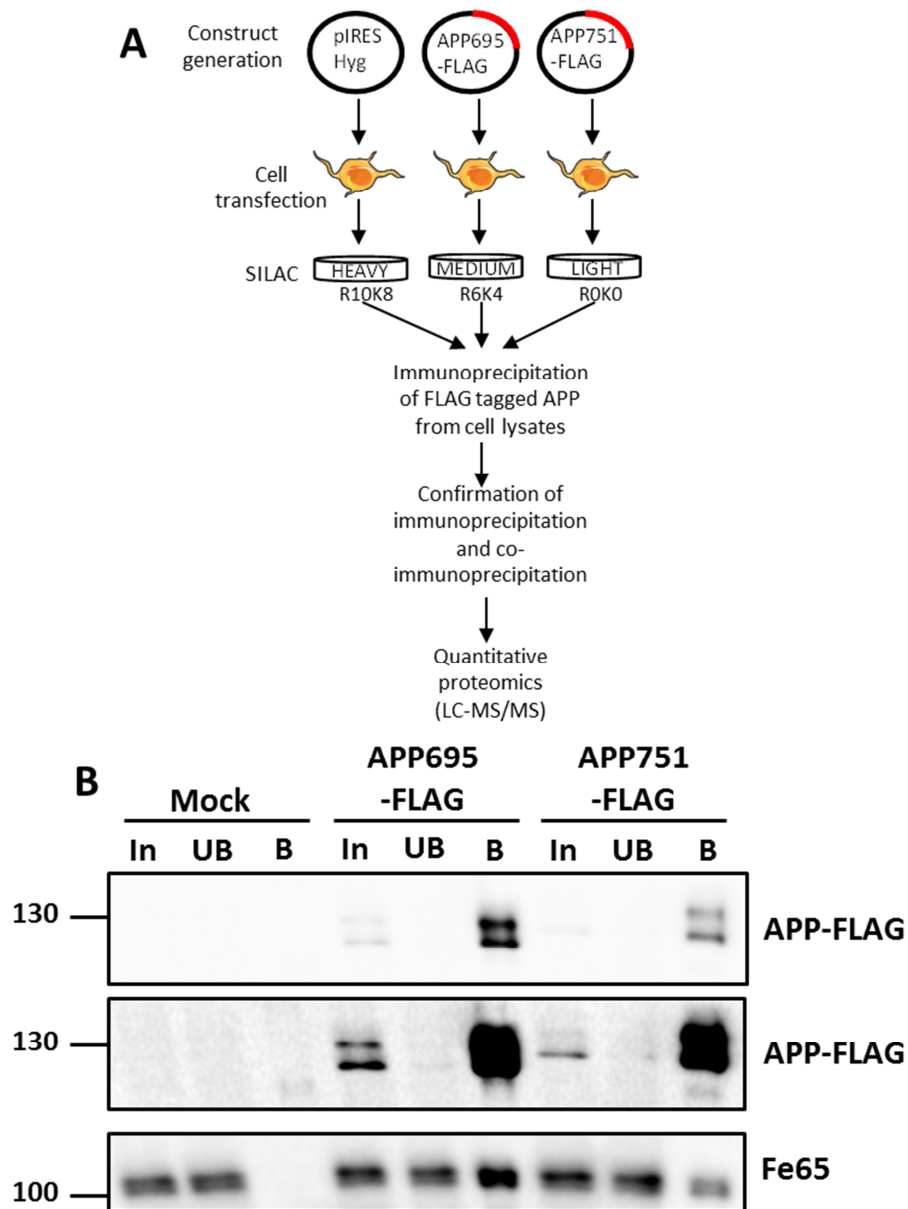 A
Construct
generation
pIRES
Hyg
APP695
-FLAG
APP751
-FLAG
Cell
transfection
SILAC
HEAVY
MEDIUM
LIGHT
R10K8
R6K4
R0K0
Immunoprecipitation
of FLAG tagged APP
from cell lysates
Confirmation of
immunoprecipitation
and co-
immunoprecipitation
Quantitative
proteomics
(LC-MS/MS)
B
Mock
APP695
-FLAG
APP751
-FLAG
In UB B In UB B In UB B
130
APP-FLAG
130
APP-FLAG
100
Fe65